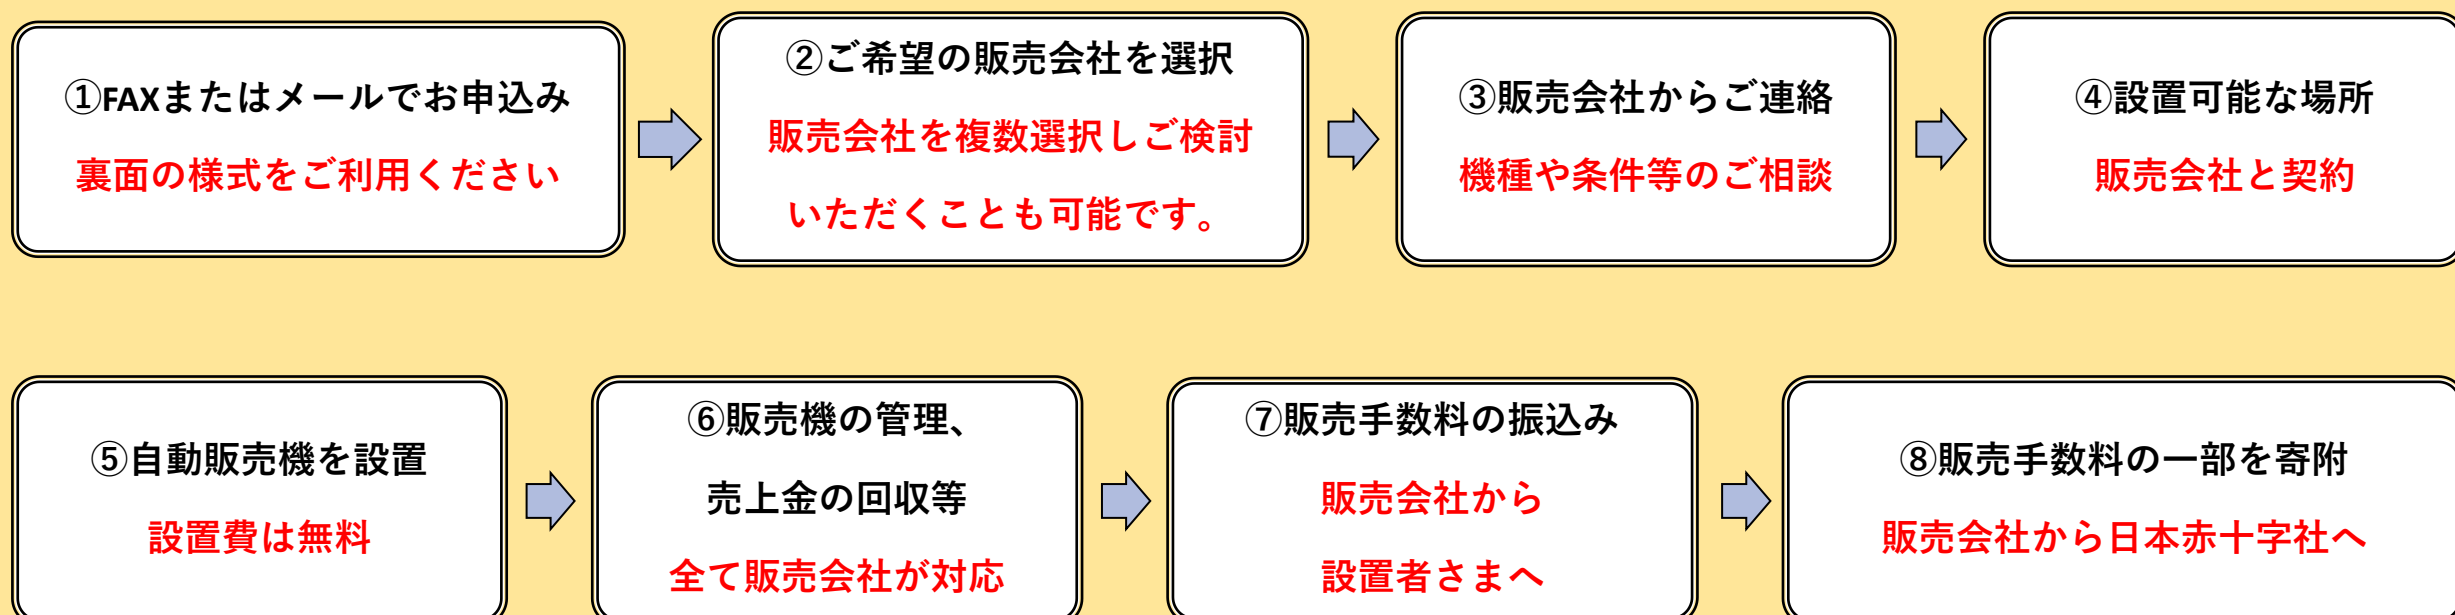 ①FAXまたはメールでお申込み
裏面の様式をご利用ください
②ご希望の販売会社を選択
販売会社を複数選択しご検討
いただくことも可能です。
③販売会社からご連絡
機種や条件等のご相談
④設置可能な場所
販売会社と契約
⑤自動販売機を設置
設置費は無料
⑥販売機の管理、
売上金の回収等
全て販売会社が対応
⑦販売手数料の振込み
販売会社から
設置者さまへ
⑧販売手数料の一部を寄附
販売会社から日本赤十字社へ